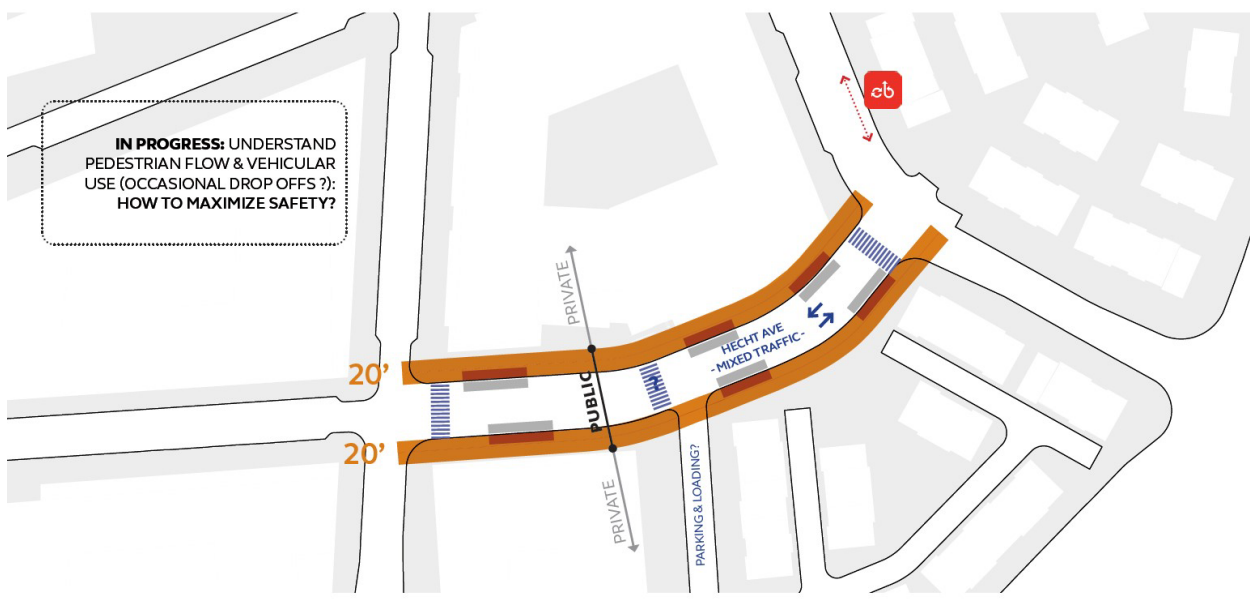 IN PROGRESS: UNDERSTAND
PEDESTRIAN FLOW & VEHICULAR
USE (OCCASIONAL DROP OFFS ?):
HOW TO MAXIMIZE SAFETY?
cb
PRIVATE
HECHT AVE
- MIXED TRAFFIC -
20’
PUBLIC
?
20’
PRIVATE
PARKING & LOADING?